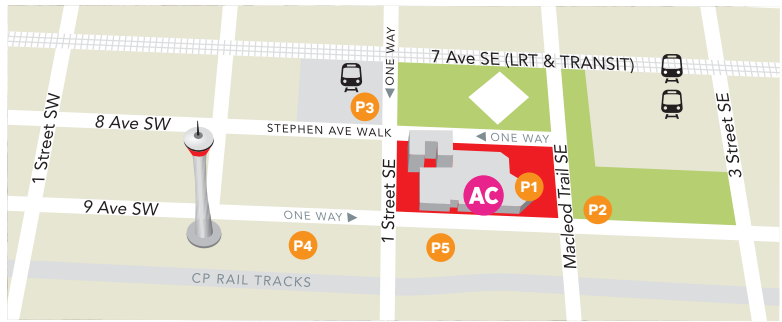 ONE WAY
7 Ave SE (LRT & TRANSIT)
1 Street SW
P3
8 Ave SW
STEPHEN AVE WALK
ONE WAY
3 Street SE
1 Street SE
AC
P1
Macleod Trail SE
P2
9 Ave SW
ONE WAY
P4
P5
CP RAIL TRACKS